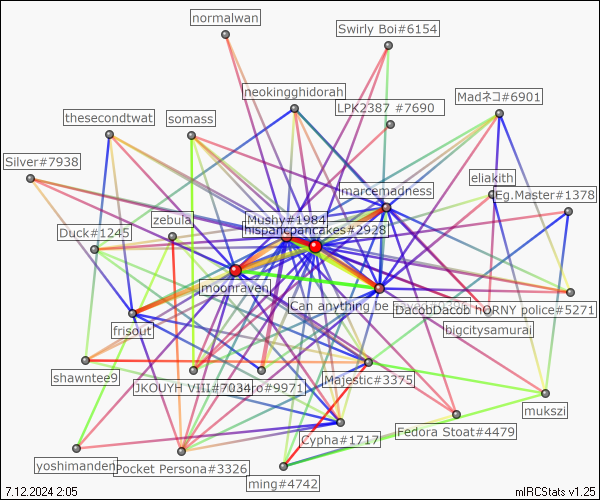 normalwan
Swirly Boi#6154
neokingghidorah
LPK2387 #7690
Madネコ#6901
thesecondtwat
somass
Silver#7938
eliakith
marcemadness
Eg.Master#1378
zebula
Mushy#1984
Duck#1245
hispanicpancakes#2928
moonraven
Can anything be
DacobDacob hORNY police#5271
frisout
bigcitysamurai
shawntee9
JKOUYH VIII#7034
jo#9971
Majestic#3375
mukszi
Cypha#1717
Fedora Stoat#4479
yoshimanden
Pocket Persona#3326
ming#4742
7.12.2024 2:05
mIRCStats v1.25